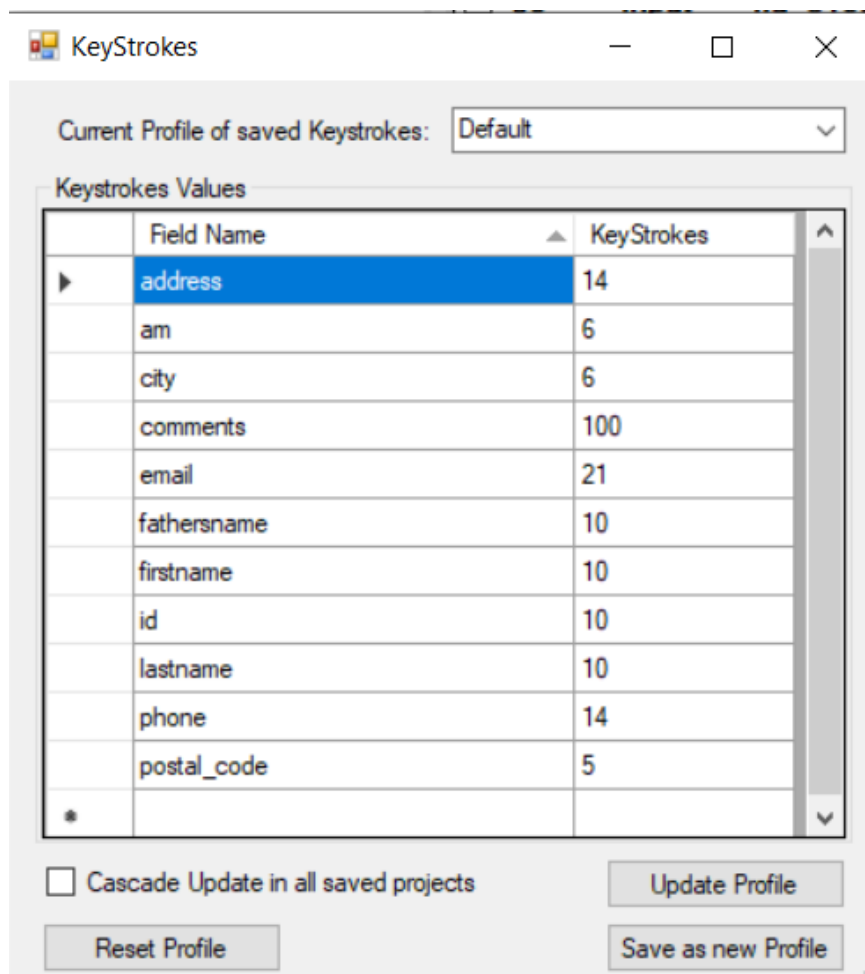 KeyStrokes
Current Profile of saved Keystrokes: Default
Keystrokes Values
Field Name KeyStrokes
address 14
am 6
city 6
comments 100
email 21
fathersname 10
firstname 10
id 10
lastname 10
phone 14
postal_code 5
Cascade Update in all saved projects
Update Profile
Reset Profile
Save as new Profile